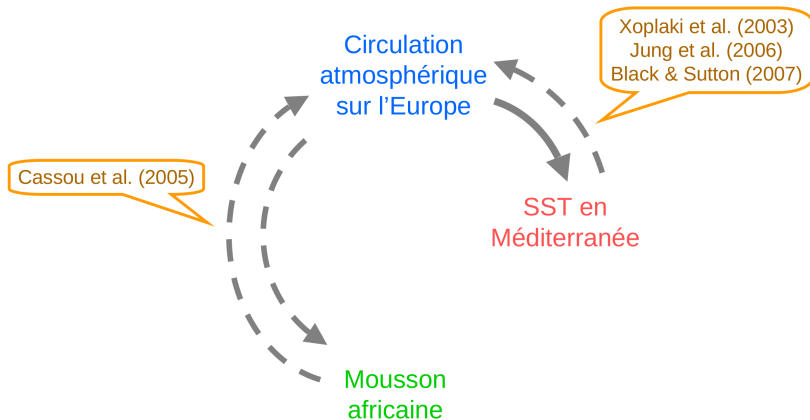 Xoplaki et al. (2003)
Jung et al. (2006)
Black & Sutton (2007)
Circulation
atmosphérique
sur l’Europe
Cassou et al. (2005)
SST en
Méditerranée
Mousson
africaine